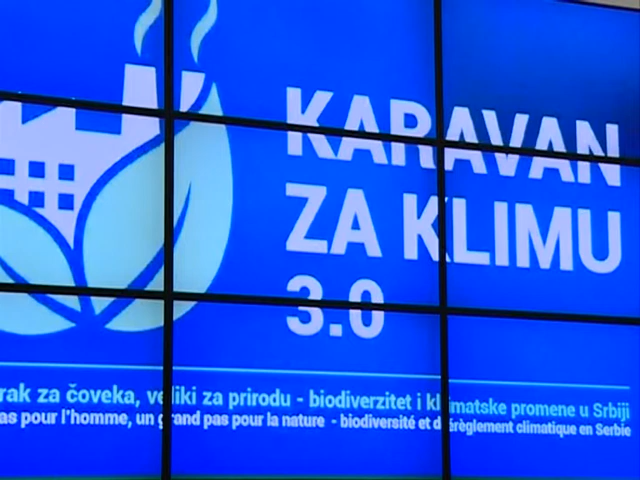 KARAVAN
ZA KLIMU
3.0
rak za čoveka, veliki za prirodu - biodiverzitet i klimatske promene u Srbiji
as pour l'homme, un grand pas pour la nature - biodiversité et dérèglement climatique en Serbie